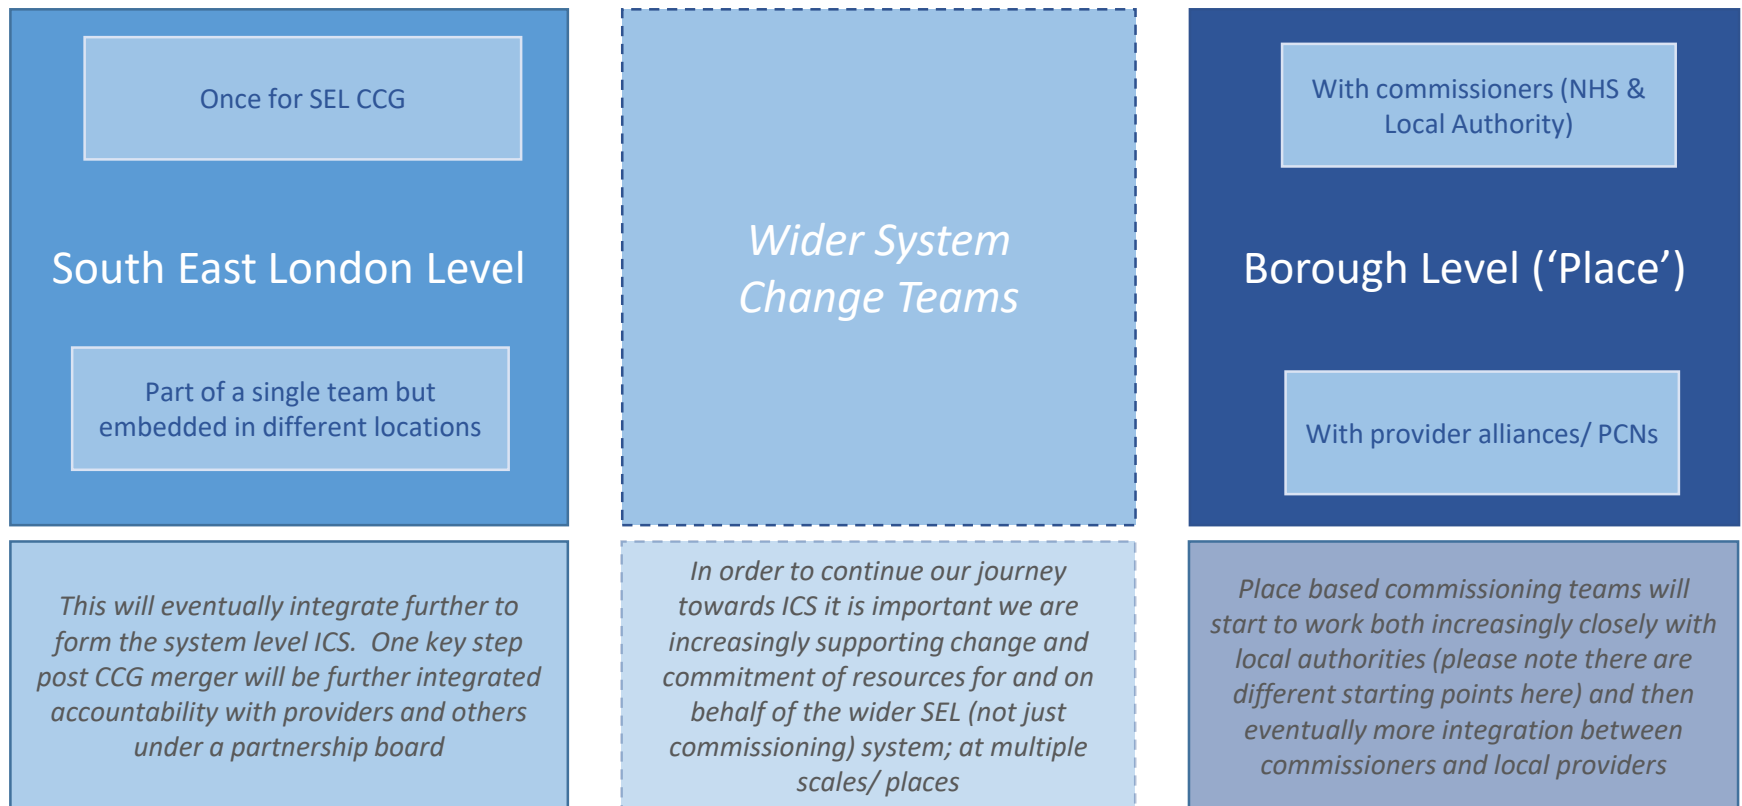 Once for SEL CCG
South East London Level
Part of a single team but
embedded in different locations
This will eventually integrate further to
form the system level ICS.  One key step
post CCG merger will be further integrated
accountability with providers and others
under a partnership board
Wider System
Change Teams
In order to continue our journey
towards ICS it is important we are
increasingly supporting change and
commitment of resources for and on
behalf of the wider SEL (not just
commissioning) system; at multiple
scales/ places
With commissioners (NHS &
Local Authority)
Borough Level (‘Place’)
With provider alliances/ PCNs
Place based commissioning teams will
start to work both increasingly closely with
local authorities (please note there are
different starting points here) and then
eventually more integration between
commissioners and local providers